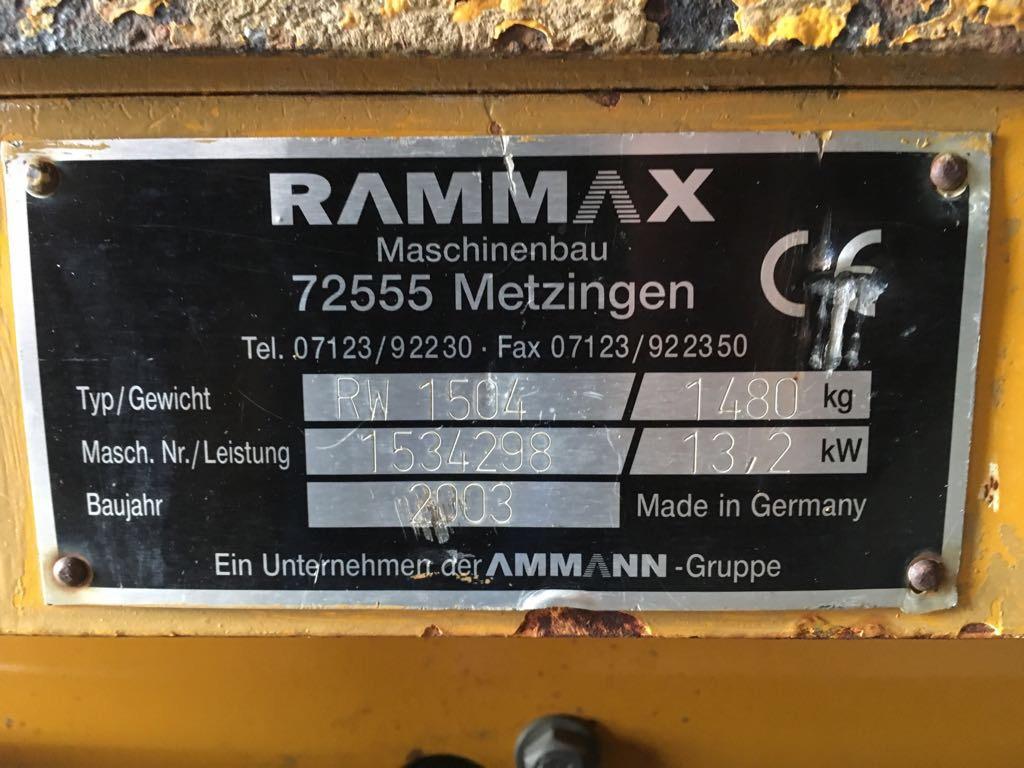 RAMMAX
Maschinenbau
72555 Metzingen
CE
Tel. 07123/92230 · Fax 07123/922350
Typ/Gewicht RW 1504 / 1480 kg
Masch. Nr./Leistung 1534298 / 13,2 kW
Baujahr 2003 Made in Germany
Ein Unternehmen der AMMANN-Gruppe